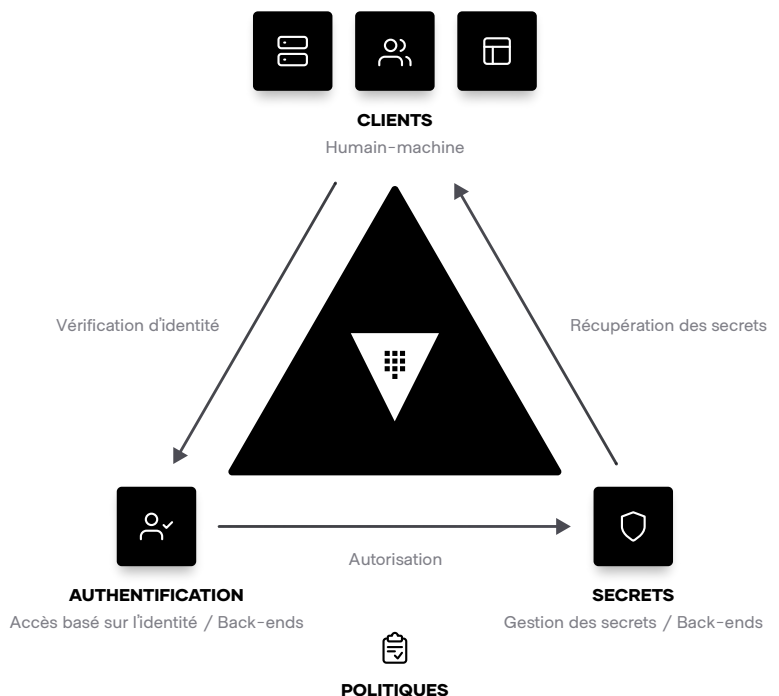 CLIENTS
Humain-machine
Vérification d'identité
Récupération des secrets
Autorisation
AUTHENTIFICATION
Accès basé sur l'identité / Back-ends
SECRETS
Gestion des secrets / Back-ends
POLITIQUES